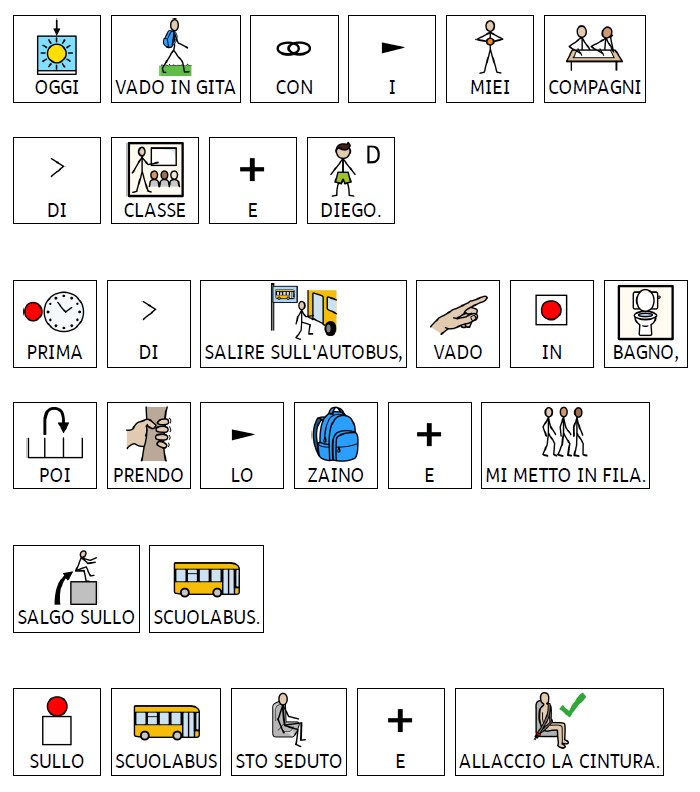 OGGI VADO IN GITA CON I MIEI COMPAGNI
D
DI CLASSE E DIEGO.
PRIMA DI SALIRE SULL'AUTOBUS, VADO IN BAGNO,
POI PRENDO LO ZAINO E MI METTO IN FILA.
SALGO SULLO SCUOLABUS.
SULLO SCUOLABUS STO SEDUTO E ALLACCIO LA CINTURA.